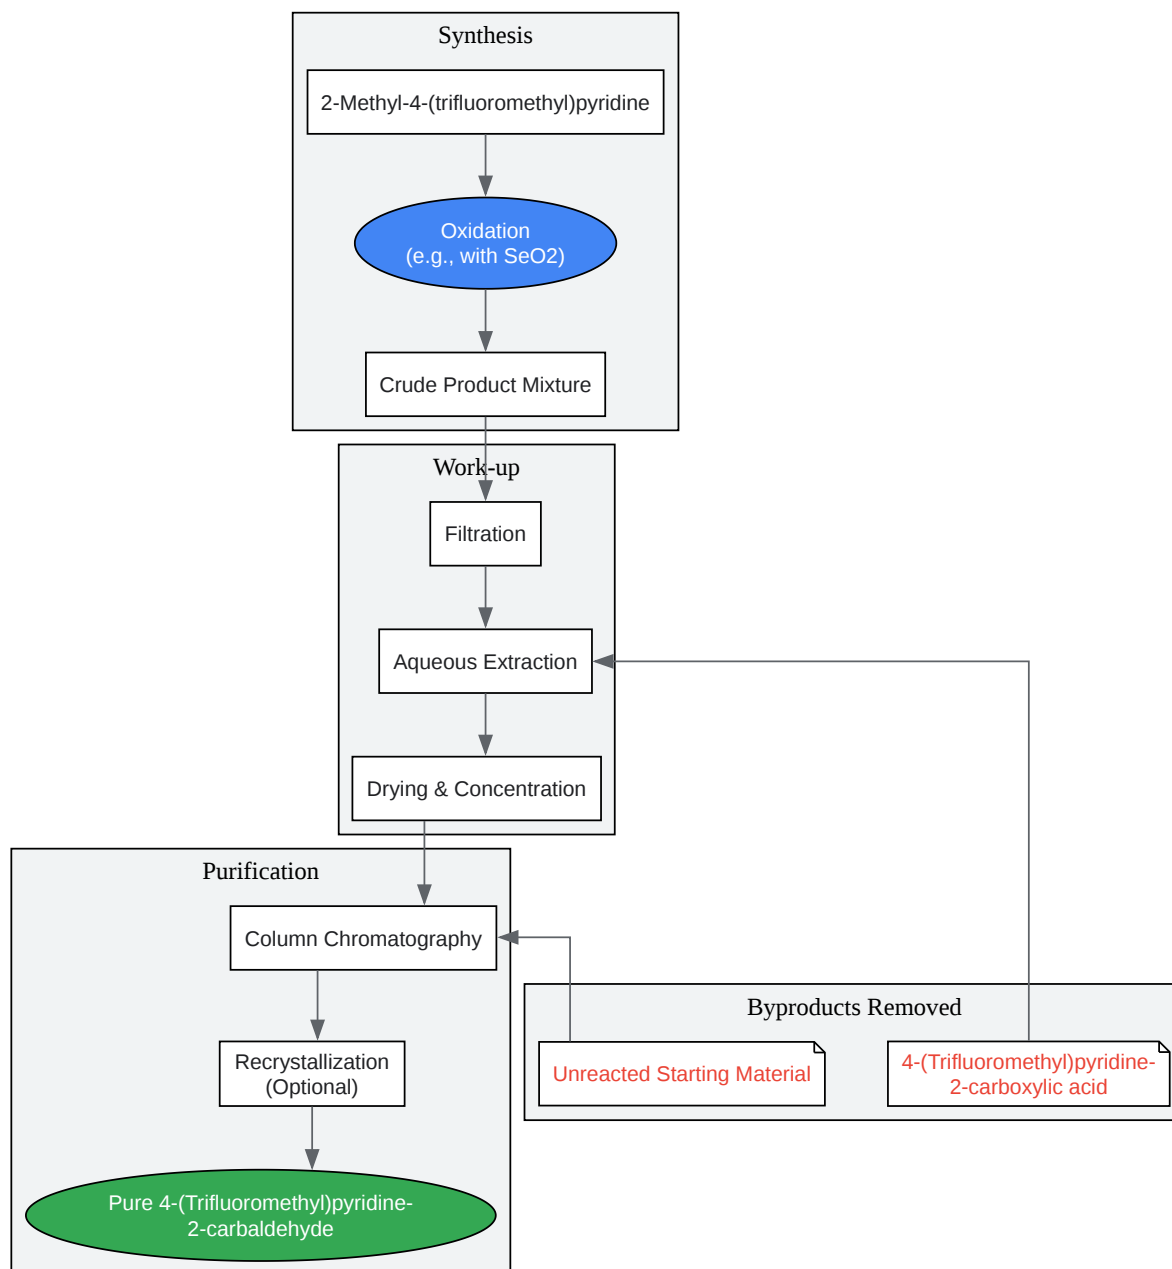 Synthesis
2-Methyl-4-(trifluoromethyl)pyridine
Oxidation
(e.g., with SeO2)
Crude Product Mixture
Work-up
Filtration
Aqueous Extraction
Drying & Concentration
Purification
Column Chromatography
Recrystallization
(Optional)
Pure 4-(Trifluoromethyl)pyridine-
2-carbaldehyde
Byproducts Removed
Unreacted Starting Material
4-(Trifluoromethyl)pyridine-
2-carboxylic acid